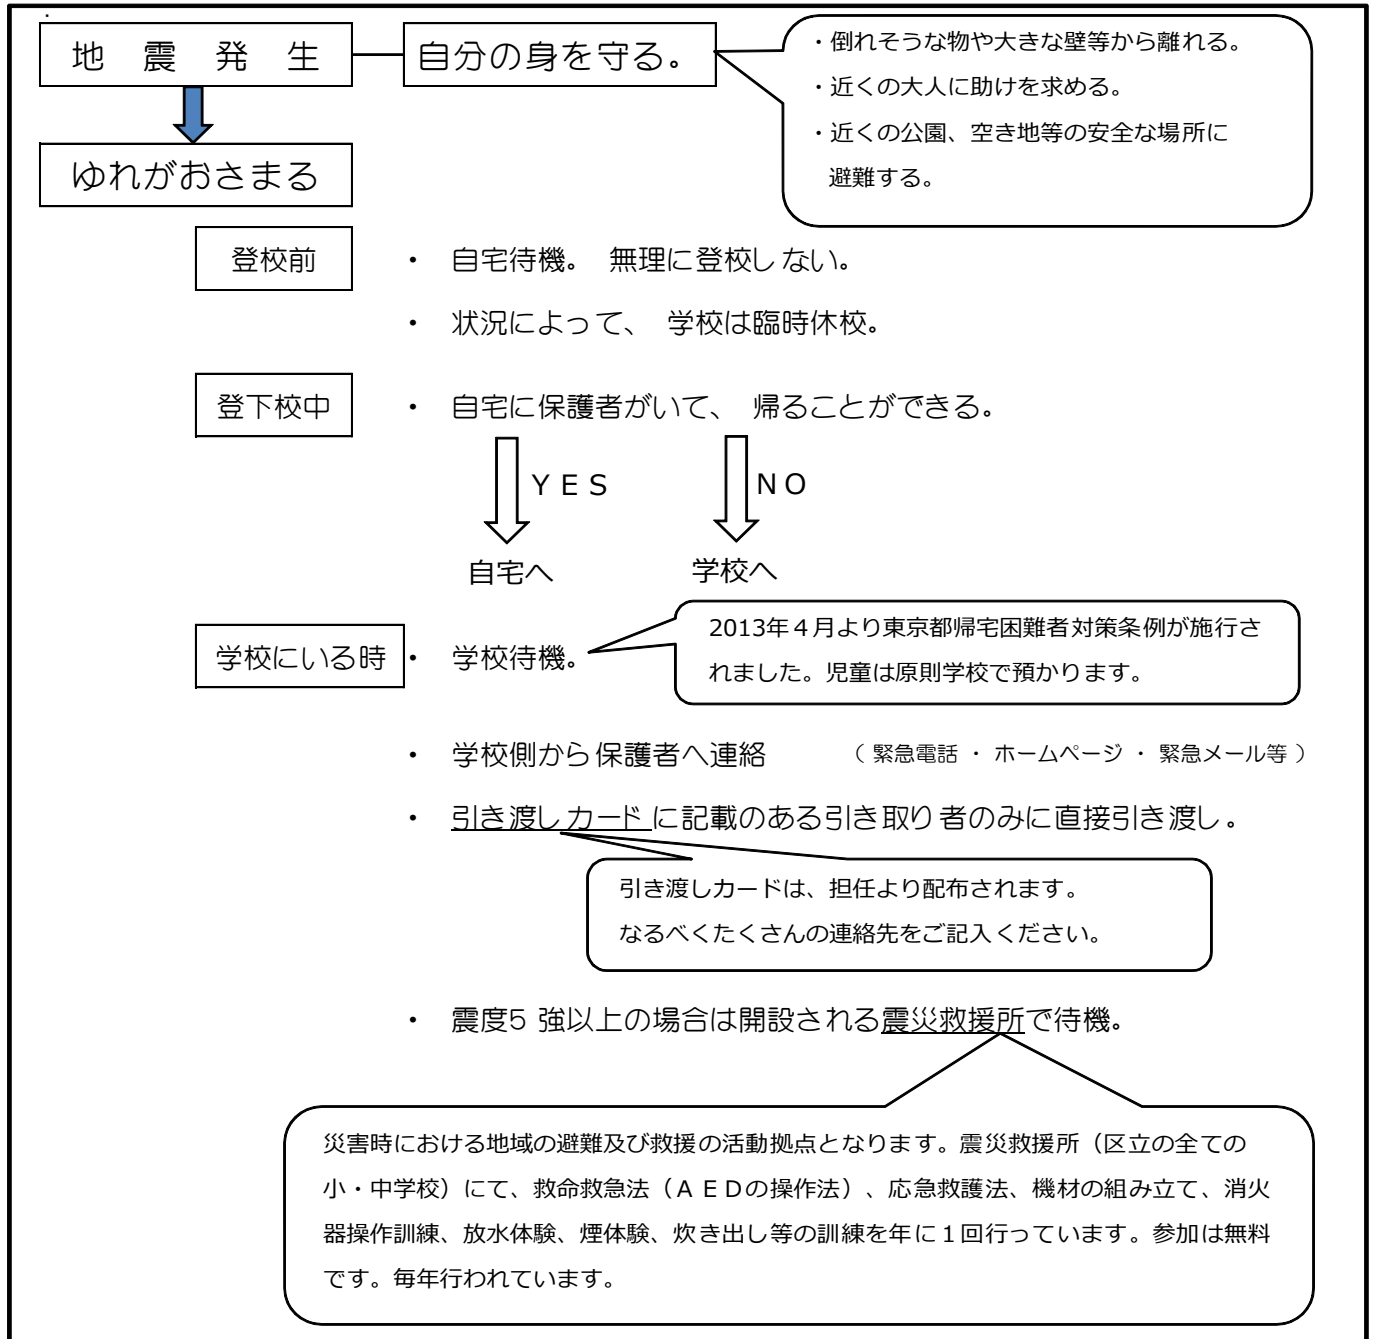 地 震 発 生
自分の身を守る。
・倒れそうな物や大きな壁等から離れる。
・近くの大人に助けを求める。
・近くの公園、空き地等の安全な場所に
避難する。
ゆれがおさまる
登校前
・ 自宅待機。 無理に登校しない。
・ 状況によって、 学校は臨時休校。
登下校中
・ 自宅に保護者がいて、 帰ることができる。
ＹＥＳ
ＮＯ
自宅へ
学校へ
学校にいる時
・ 学校待機。
2013年４月より東京都帰宅困難者対策条例が施行さ
れました。児童は原則学校で預かります。
・ 学校側から保護者へ連絡 （ 緊急電話 ・ ホームページ ・ 緊急メール等 ）
・ 引き渡しカードに記載のある引き取り者のみに直接引き渡し。
引き渡しカードは、担任より配布されます。
なるべくたくさんの連絡先をご記入ください。
・ 震度5 強以上の場合は開設される震災救援所で待機。
災害時における地域の避難及び救援の活動拠点となります。震災救援所（区立の全ての
小・中学校）にて、救命救急法（ＡＥＤの操作法）、応急救護法、機材の組み立て、消火
器操作訓練、放水体験、煙体験、炊き出し等の訓練を年に１回行っています。参加は無料
です。毎年行われています。